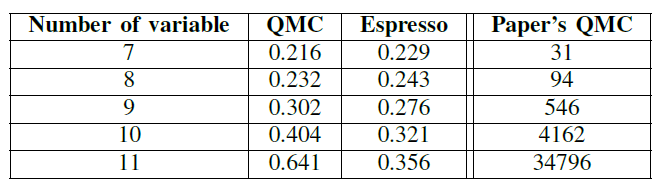 Number of variable QMC Espresso Paper's QMC
7 0.216 0.229 31
8 0.232 0.243 94
9 0.302 0.276 546
10 0.404 0.321 4162
11 0.641 0.356 34796